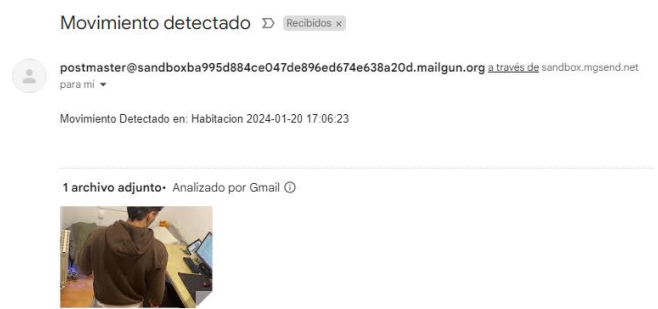 Movimiento detectado Recibidos x
postmaster@sandboxba995d884ce047de896ed674e638a20d.mailgun.org a través de sandbox.mgsend.net
para mí
Movimiento Detectado en: Habitacion 2024-01-20 17:06:23
1 archivo adjunto• Analizado por Gmail